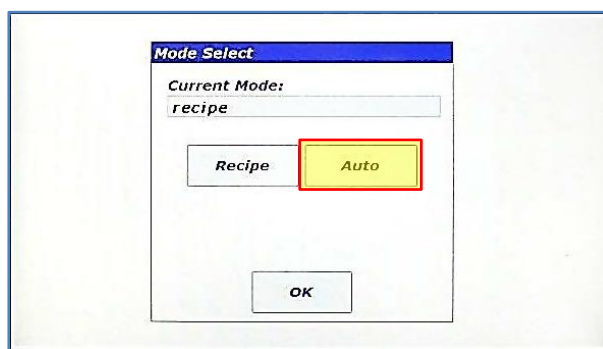 Mode Select
Current Mode:
recipe
Recipe Auto
OK